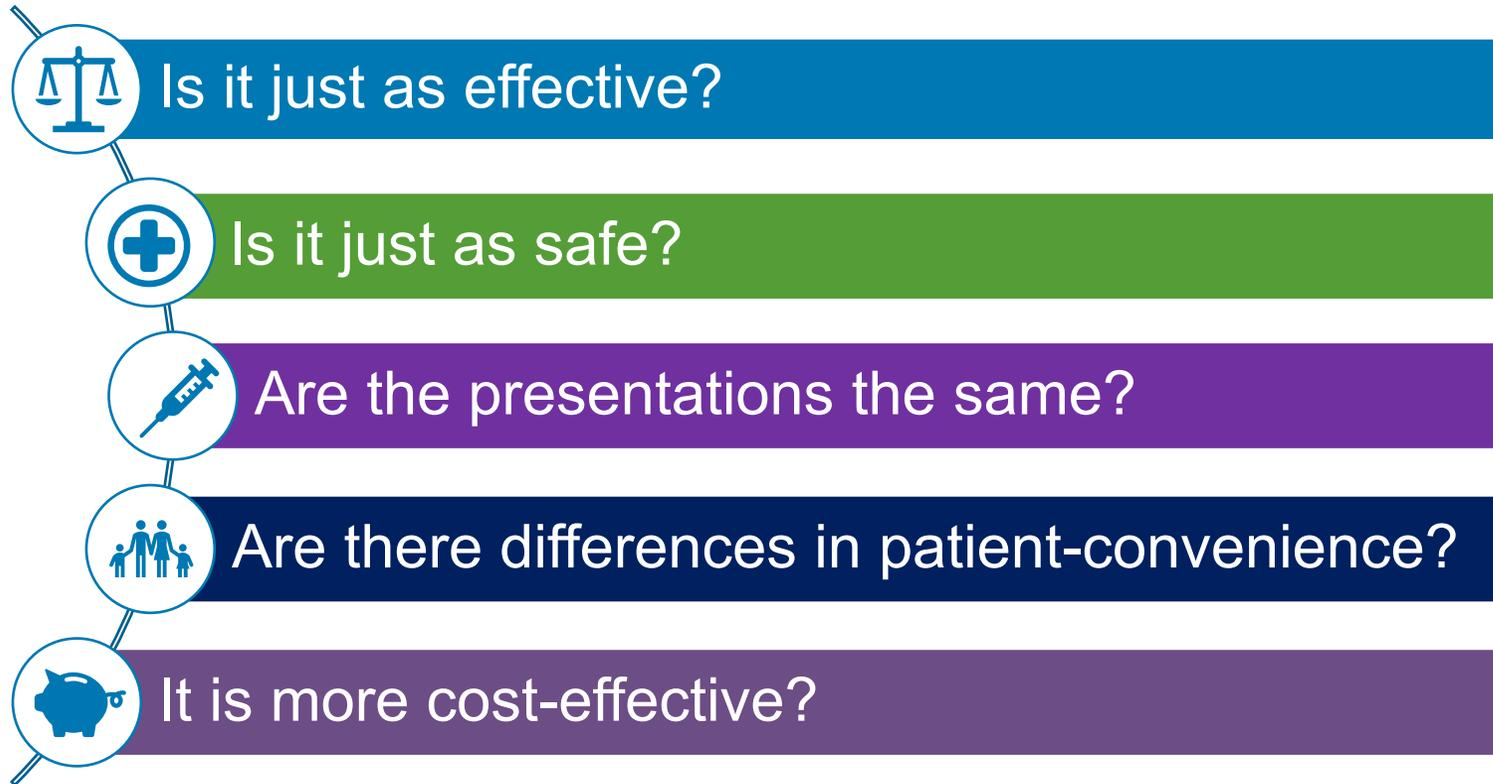 Is it just as effective?
Is it just as safe?
Are the presentations the same?
Are there differences in patient-convenience?
It is more cost-effective?